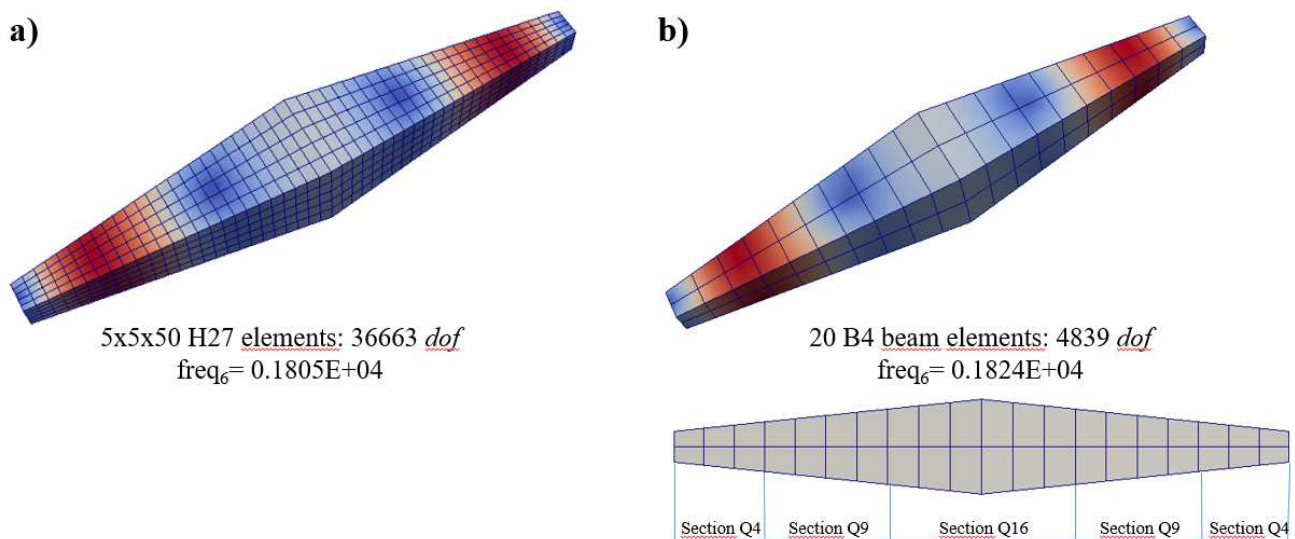 a)
5x5x50 H27 elements: 36663 dof
freq₆= 0.1805E+04
b)
20 B4 beam elements: 4839 dof
freq₆= 0.1824E+04
Section Q4 Section Q9 Section Q16 Section Q9 Section Q4